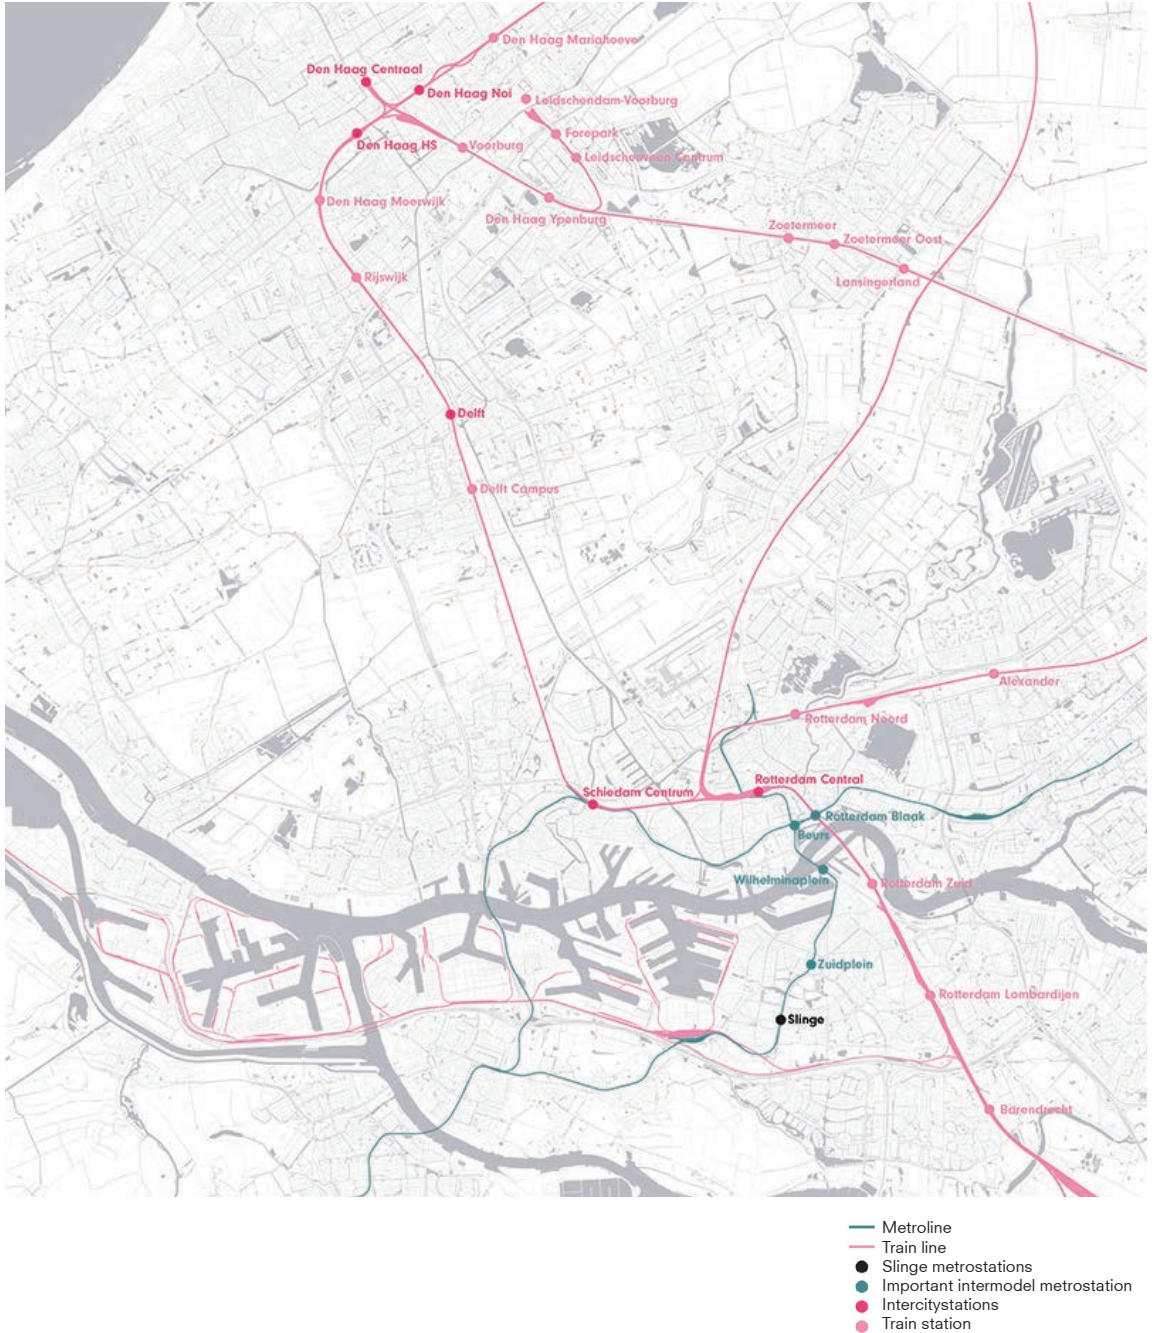 Den Haag Mariahoeve
Den Haag Centraal
Den Haag Noi
Leidschendam-Voorburg
Forepark
Den Haag HS
Voorburg
Leidschenveen Centrum
Den Haag Moerwijk
Den Haag Ypenburg
Zoetermeer
Zoetermeer Oost
Rijswijk
Lansingerland
Delft
Delft Campus
Alexander
Rotterdam Noord
Rotterdam Central
Schiedam Centrum
Rotterdam Blaak
Beurs
Wilhelminaplein
Rotterdam Zuid
Zuidplein
Rotterdam Lombardijen
Slinge
Barendrecht
Metroline
Train line
Slinge metrostations
Important intermodel metrostation
Intercitystations
Train station